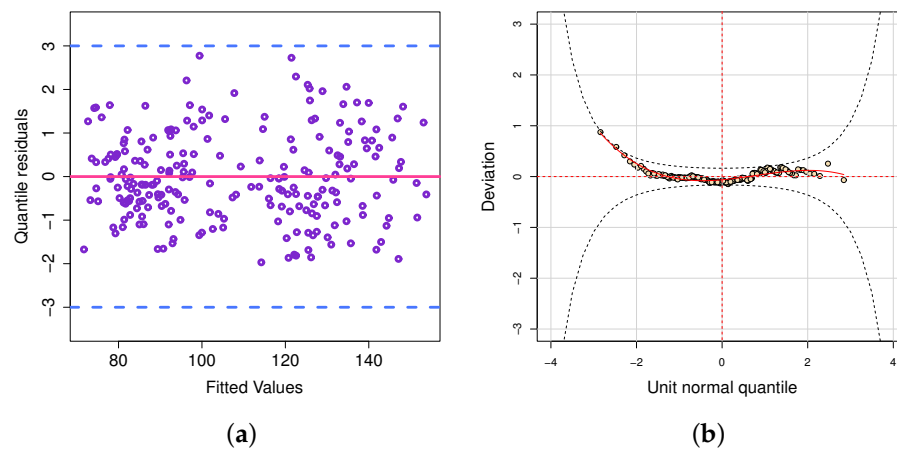 3
2
1
0
-1
-2
-3
Quantile residuals
80 100 120 140
Fitted Values
(a)
3
2
1
0
-1
-2
-3
Deviation
-4 -2 0 2 4
Unit normal quantile
(b)